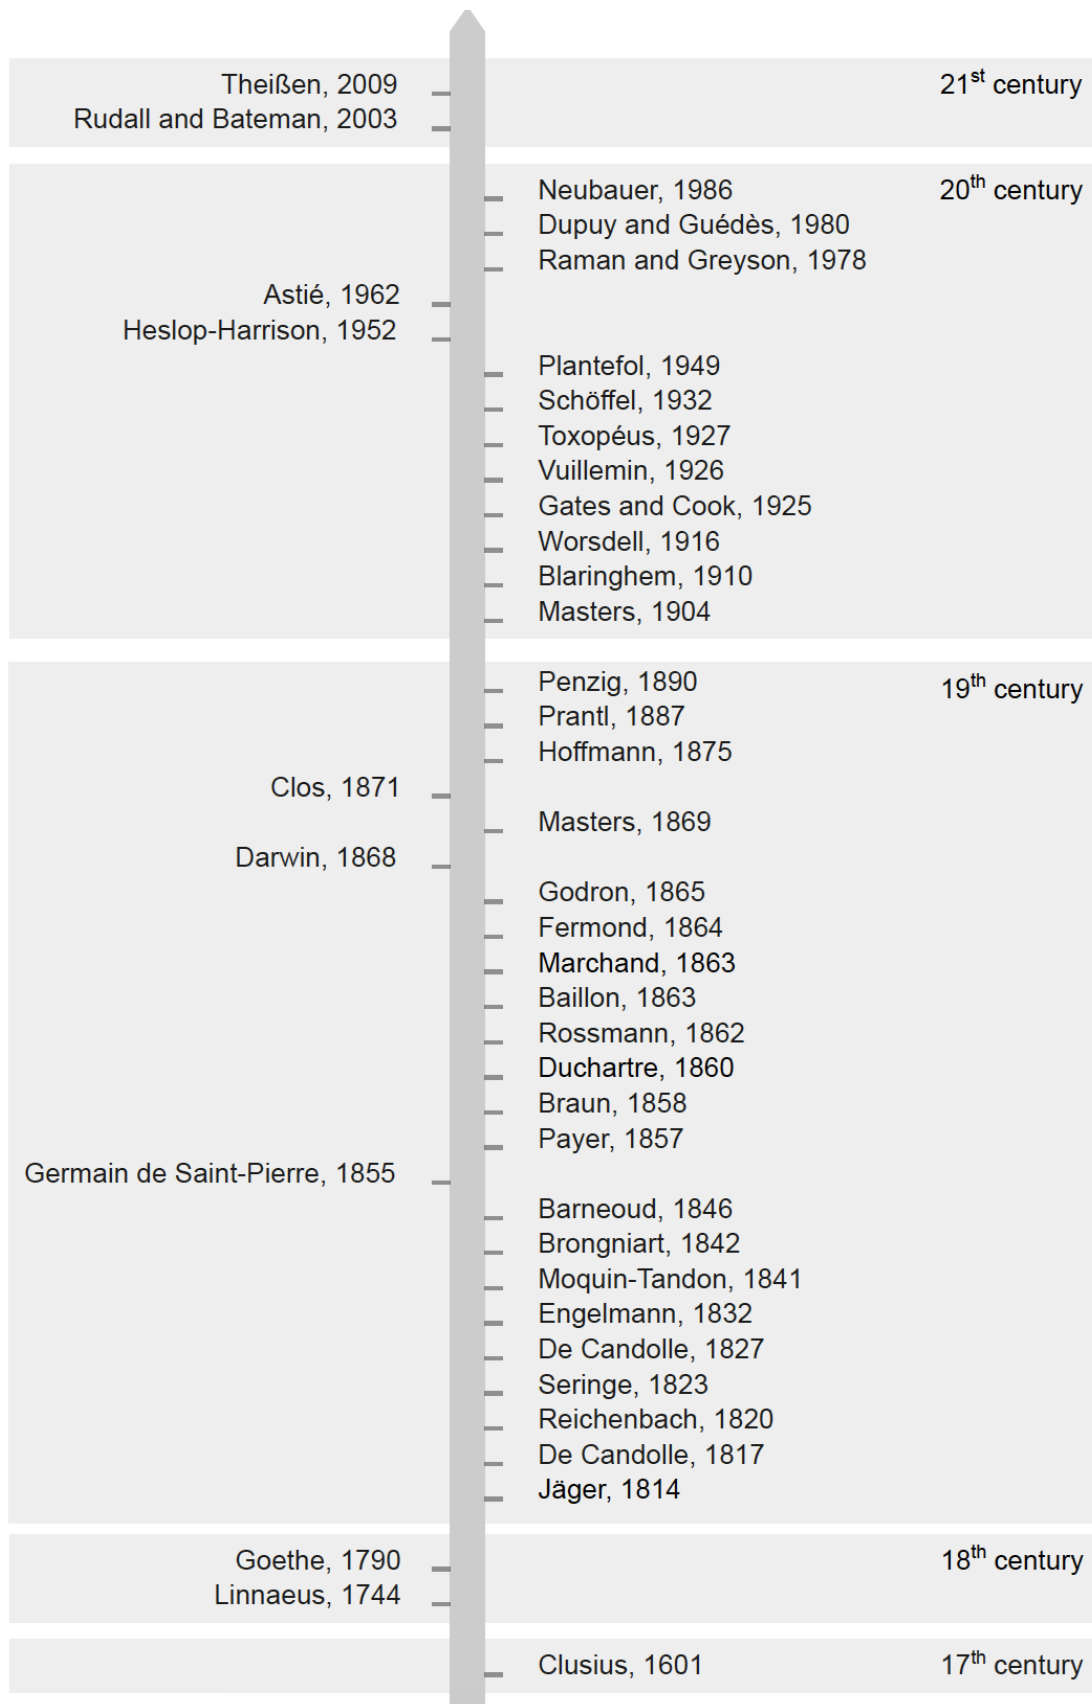 Theißen, 2009
21st century
Rudall and Bateman, 2003
Neubauer, 1986
20th century
Dupuy and Guédès, 1980
Raman and Greyson, 1978
Astié, 1962
Heslop-Harrison, 1952
Plantefol, 1949
Schöffel, 1932
Toxopéus, 1927
Vuillemin, 1926
Gates and Cook, 1925
Worsdell, 1916
Blaringhem, 1910
Masters, 1904
Penzig, 1890
19th century
Prantl, 1887
Hoffmann, 1875
Clos, 1871
Masters, 1869
Darwin, 1868
Godron, 1865
Fermond, 1864
Marchand, 1863
Baillon, 1863
Rossmann, 1862
Duchartre, 1860
Braun, 1858
Payer, 1857
Germain de Saint-Pierre, 1855
Barneoud, 1846
Brongniart, 1842
Moquin-Tandon, 1841
Engelmann, 1832
De Candolle, 1827
Seringe, 1823
Reichenbach, 1820
De Candolle, 1817
Jäger, 1814
Goethe, 1790
18th century
Linnaeus, 1744
Clusius, 1601
17th century